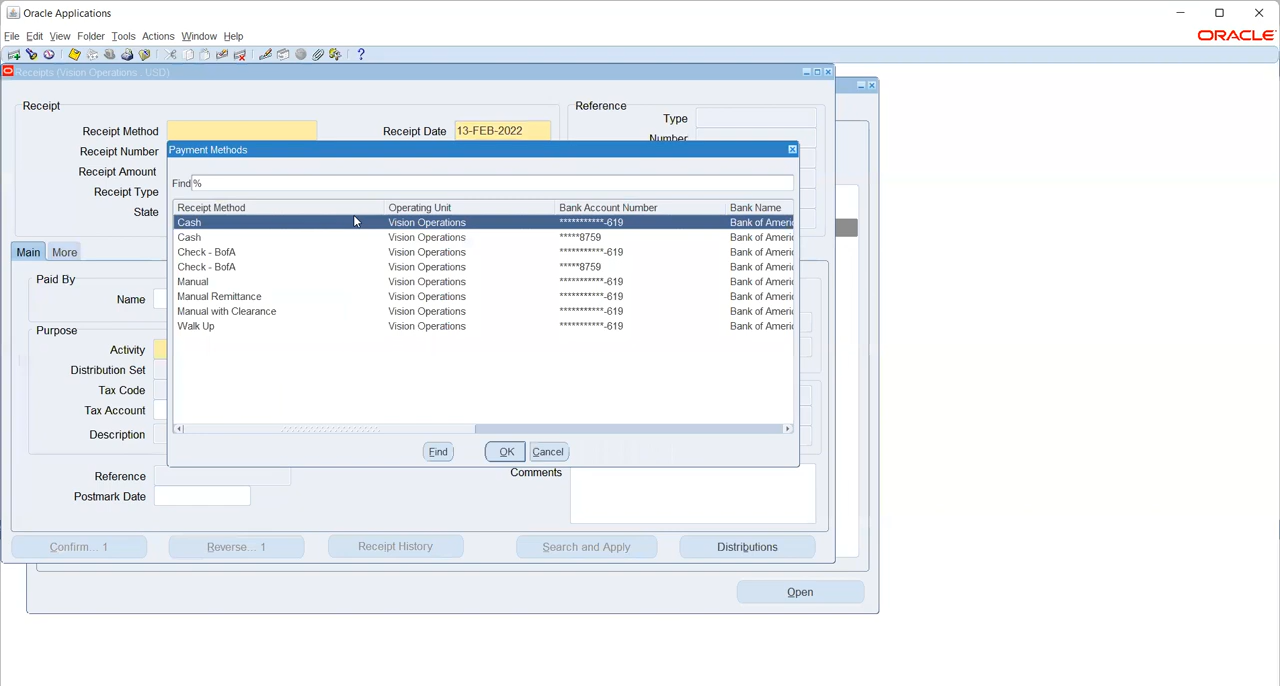 Oracle Applications
File Edit View Folder Tools Actions Window Help
ORACLE
Receipts (Vision Operations , USD)
Receipt
Reference
Type
Receipt Method
Receipt Date 13-FEB-2022
Number
Receipt Number
Receipt Amount
Receipt Type
State
Payment Methods
Find %
Receipt Method Operating Unit Bank Account Number Bank Name
Cash Vision Operations ***********-619 Bank of Ameri
Cash Vision Operations *****8759 Bank of Ameri
Check - BofA Vision Operations ***********-619 Bank of Ameri
Check - BofA Vision Operations *****8759 Bank of Ameri
Manual Vision Operations ***********-619 Bank of Ameri
Manual Remittance Vision Operations ***********-619 Bank of Ameri
Manual with Clearance Vision Operations ***********-619 Bank of Ameri
Walk Up Vision Operations ***********-619 Bank of Ameri
Find OK Cancel
Main More
Paid By
Name
Purpose
Activity
Distribution Set
Tax Code
Tax Account
Description
Reference
Comments
Postmark Date
Confirm... 1 Reverse... 1 Receipt History Search and Apply Distributions
Open